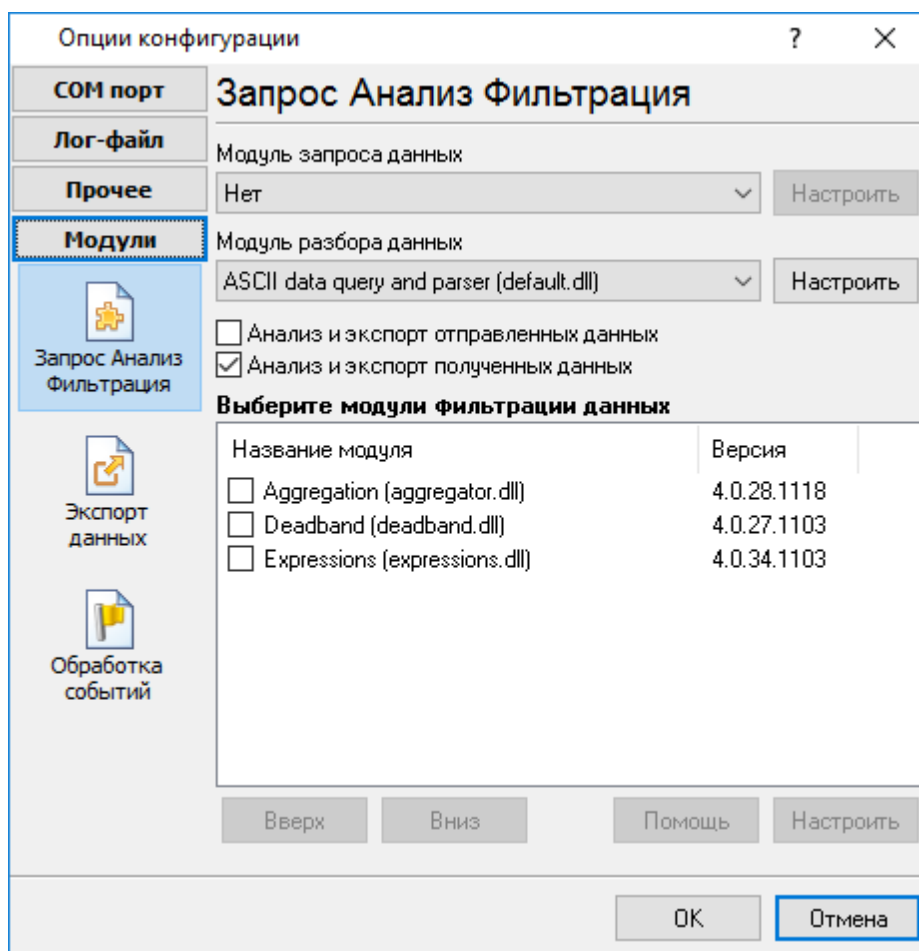 Опции конфигурации
?
COM порт
Лог-файл
Прочее
Модули
Запрос Анализ
Фильтрация
Экспорт
данных
Обработка
событий
Запрос Анализ Фильтрация
Модуль запроса данных
Нет
Настроить
Модуль разбора данных
ASCII data query and parser (default.dll)
Настроить
Анализ и экспорт отправленных данных
Анализ и экспорт полученных данных
Выберите модули фильтрации данных
Название модуля Версия
Aggregation (aggregator.dll) 4.0.28.1118
Deadband (deadband.dll) 4.0.27.1103
Expressions (expressions.dll) 4.0.34.1103
Вверх Вниз Помощь Настроить
OK Отмена